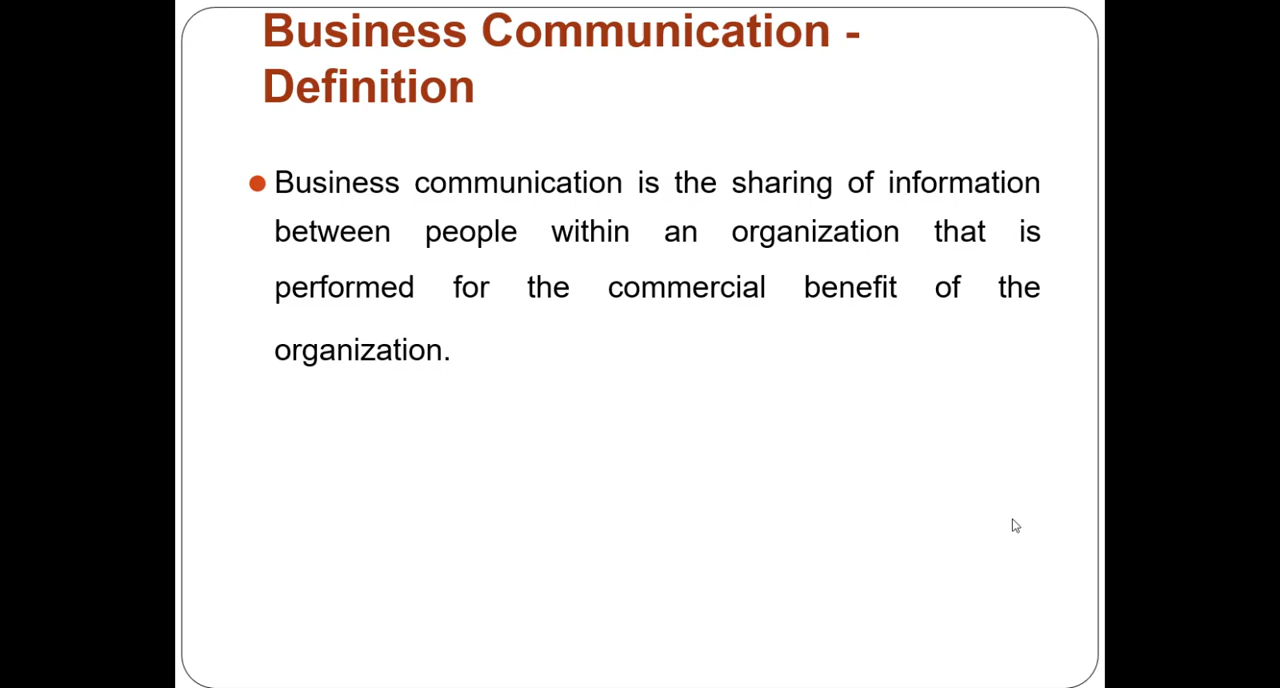 Business Communication -
Definition
Business communication is the sharing of information
between people within an organization that is
performed for the commercial benefit of the
organization.